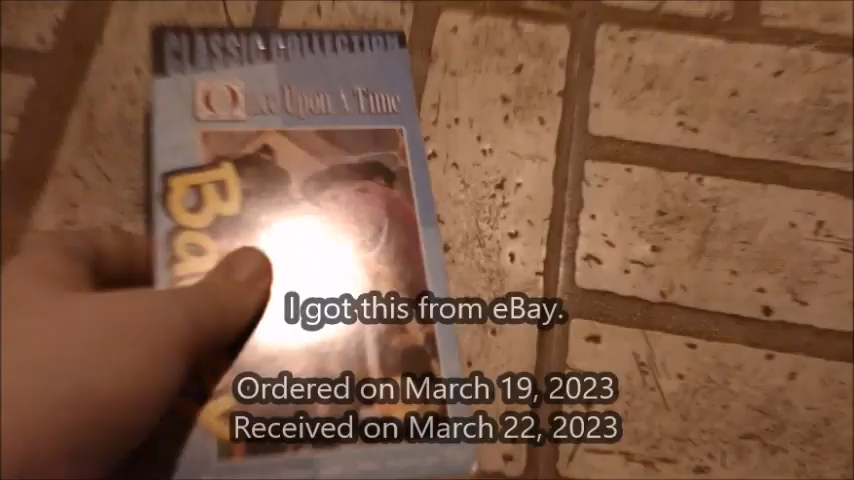 CLASSIC COLLECTION
Once Upon A Time
Ba
I got this from eBay.
Ordered on March 19, 2023
Received on March 22, 2023